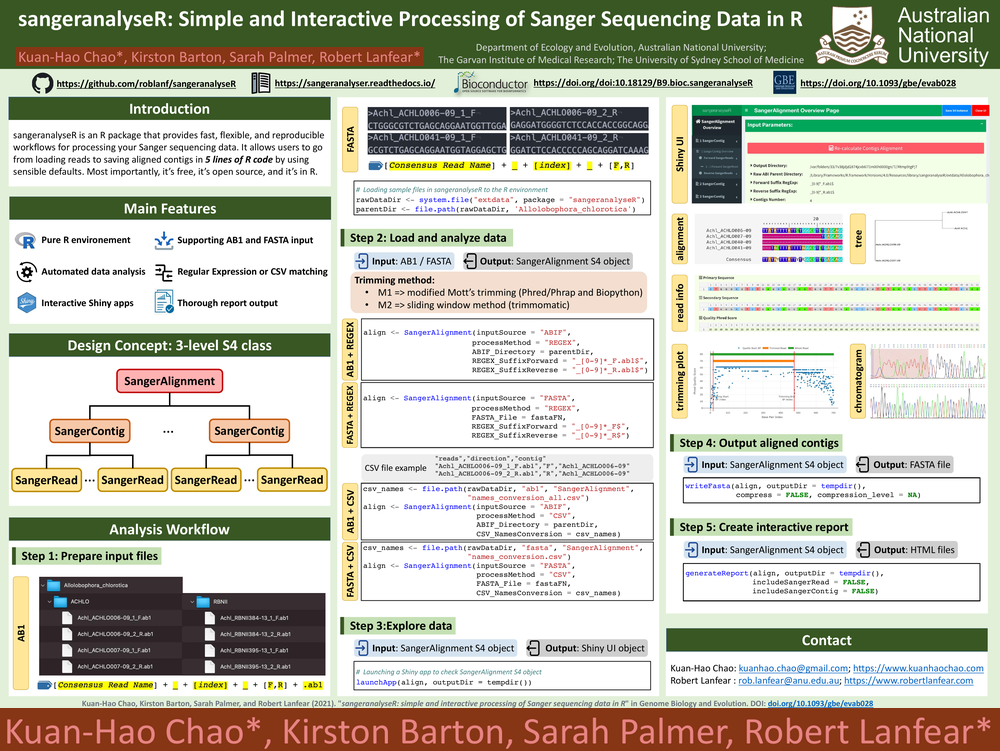 sangeranalyseR: Simple and Interactive Processing of Sanger Sequencing Data in R
Kuan-Hao Chao*, Kirston Barton, Sarah Palmer, Robert Lanfear*
Department of Ecology and Evolution, Australian National University;
The Garvan Institute of Medical Research; The University of Sydney School of Medicine
Australian
National
University
https://github.com/roblanf/sangeranalyseR
https://sangeranalyser.readthedocs.io/
Bioconductor
https://doi.org/doi:10.18129/B9.bioc.sangeranalyseR
GBE
https://doi.org/10.1093/gbe/evab028
Introduction
sangeranalyseR is an R package that provides fast, flexible, and reproducible
workflows for processing your Sanger sequencing data. It allows users to go
from loading reads to saving aligned contigs in 5 lines of R code by using
sensible defaults. Most importantly, it's free, it's open source, and it's in R.
Main Features
Pure R environement
Supporting AB1 and FASTA input
Automated data analysis
Regular Expression or CSV matching
Interactive Shiny apps
Thorough report output
Design Concept: 3-level S4 class
SangerAlignment
SangerContig
...
SangerContig
SangerRead
...
SangerRead
SangerRead
...
SangerRead
Analysis Workflow
Step 1: Prepare input files
AB1
Allolobophora_chlorotica
ACHLO
RBNII
Achl_ACHLO006-09_1_F.ab1
Achl_RBNII384-13_1_F.ab1
Achl_ACHLO006-09_2_R.ab1
Achl_RBNII384-13_2_R.ab1
Achl_ACHLO007-09_1_F.ab1
Achl_RBNII395-13_1_F.ab1
Achl_ACHLO007-09_2_R.ab1
Achl_RBNII395-13_2_R.ab1
[Consensus Read Name] + _ + [index] + _ + [F,R] + .ab1
FASTA
>Achl_ACHLO006-09_1_F
CTGGGCGTCTGAGCAGGAATGGTTGGA
>Achl_ACHLO006-09_2_R
GAGGATGGGGTCTCCACCACCGGCAG
>Achl_ACHLO041-09_1_F
GCGTCTGAGCAGGAATGGTAGGAGCTG
>Achl_ACHLO041-09_2_R
GGATCTCCACCCCCAGCAGGATCAAAG
[Consensus Read Name] + _ + [index] + _ + [F,R]
# Loading sample files in sangeranalyseR to the R environment
rawDataDir <- system.file("extdata", package = "sangeranalyseR")
parentDir <- file.path(rawDataDir, 'Allolobophora_chlorotica')
Step 2: Load and analyze data
Input: AB1 / FASTA
Output: SangerAlignment S4 object
Trimming method:
• M1 => modified Mott's trimming (Phred/Phrap and Biopython)
• M2 => sliding window method (trimmomatic)
AB1 + REGEX
align <- SangerAlignment(inputSource = "ABIF",
processMethod = "REGEX",
ABIF_Directory = parentDir,
REGEX_SuffixForward = "_[0-9]*_F.ab1$",
REGEX_SuffixReverse = "_[0-9]*_R.ab1$")
FASTA + REGEX
align <- SangerAlignment(inputSource = "FASTA",
processMethod = "REGEX",
FASTA_File = fastaFN,
REGEX_SuffixForward = "_[0-9]*_F$",
REGEX_SuffixReverse = "_[0-9]*_R$")
CSV file example
"reads","direction","contig"
"Achl_ACHLO006-09_1_F.ab1","F","Achl_ACHLO006-09"
"Achl_ACHLO006-09_2_R.ab1","R","Achl_ACHLO006-09"
AB1 + CSV
csv_names <- file.path(rawDataDir, "ab1", "SangerAlignment",
"names_conversion_all.csv")
align <- SangerAlignment(inputSource = "ABIF",
processMethod = "CSV",
ABIF_Directory = parentDir,
CSV_NamesConversion = csv_names)
FASTA + CSV
csv_names <- file.path(rawDataDir, "fasta", "SangerAlignment",
"names_conversion.csv")
align <- SangerAlignment(inputSource = "FASTA",
processMethod = "CSV",
FASTA_File = fastaFN,
CSV_NamesConversion = csv_names)
Step 3:Explore data
Input: SangerAlignment S4 object
Output: Shiny UI object
# Launching a Shiny app to check SangerAlignment S4 object
launchApp(align, outputDir = tempdir())
Shiny UI
SangerAlignment Overview Page
SangerAlignment
Overview
Input Parameters:
Re-calculate Contigs Alignment
Output Directory:
Raw ABI Parent Directory:
Forward Suffix RegExp:
Reverse Suffix RegExp:
Contigs Number:
alignment
20
Achl_ACHLO006-09
Achl_ACHLO007-09
Achl_ACHLO040-09
Achl_ACHLO041-09
Consensus
tree
read info
Primary Sequence
Secondary Sequence
Quality Phred Score
trimming plot
chromatogram
Step 4: Output aligned contigs
Input: SangerAlignment S4 object
Output: FASTA file
writeFasta(align, outputDir = tempdir(),
compress = FALSE, compression_level = NA)
Step 5: Create interactive report
Input: SangerAlignment S4 object
Output: HTML files
generateReport(align, outputDir = tempdir(),
includeSangerRead = FALSE,
includeSangerContig = FALSE)
Contact
Kuan-Hao Chao: kuanhao.chao@gmail.com; https://www.kuanhaochao.com
Robert Lanfear : rob.lanfear@anu.edu.au; https://www.robertlanfear.com
Kuan-Hao Chao, Kirston Barton, Sarah Palmer, and Robert Lanfear (2021). "sangeranalyseR: simple and interactive processing of Sanger sequencing data in R" in Genome Biology and Evolution. DOI: doi.org/10.1093/gbe/evab028
Kuan-Hao Chao*, Kirston Barton, Sarah Palmer, Robert Lanfear*